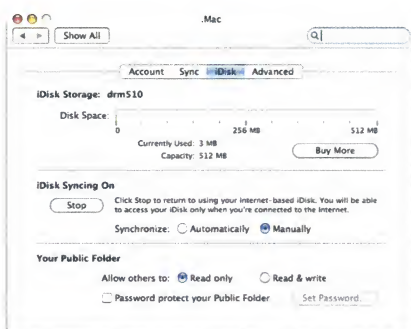 .Mac
Show All
Account Sync iDisk Advanced
iDisk Storage: drm510
Disk Space:
0 256 MB 512 MB
Currently Used: 3 MB
Capacity: 512 MB
Buy More
iDisk Syncing On
Stop
Click Stop to return to using your Internet-based iDisk. You will be able
to access your iDisk only when you're connected to the Internet.
Synchronize: Automatically Manually
Your Public Folder
Allow others to: Read only Read & write
Password protect your Public Folder Set Password...